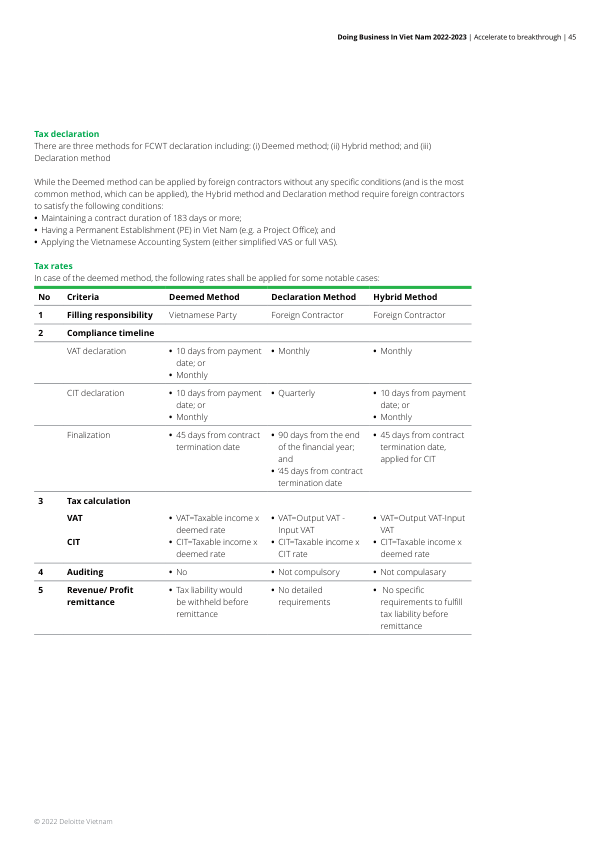 Doing Business In Viet Nam 2022-2023 | Accelerate to breakthrough | 45
Tax declaration
There are three methods for FCWT declaration including: (i) Deemed method; (ii) Hybrid method; and (iii)
Declaration method
While the Deemed method can be applied by foreign contractors without any specific conditions (and is the most
common method, which can be applied), the Hybrid method and Declaration method require foreign contractors
to satisfy the following conditions:
• Maintaining a contract duration of 183 days or more;
• Having a Permanent Establishment (PE) in Viet Nam (e.g. a Project Office); and
• Applying the Vietnamese Accounting System (either simplified VAS or full VAS).
Tax rates
In case of the deemed method, the following rates shall be applied for some notable cases:
No Criteria Deemed Method Declaration Method Hybrid Method
1 Filling responsibility Vietnamese Party Foreign Contractor Foreign Contractor
2 Compliance timeline
VAT declaration • 10 days from payment • Monthly • Monthly
date; or
• Monthly
CIT declaration • 10 days from payment • Quarterly • 10 days from payment
date; or date; or
• Monthly • Monthly
Finalization • 45 days from contract • 90 days from the end • 45 days from contract
termination date of the financial year; termination date,
and applied for CIT
• '45 days from contract
termination date
3 Tax calculation
VAT • VAT=Taxable income x • VAT=Output VAT - • VAT=Output VAT-Input
deemed rate Input VAT VAT
CIT • CIT=Taxable income x • CIT=Taxable income x • CIT=Taxable income x
deemed rate CIT rate deemed rate
4 Auditing • No • Not compulsory • Not compulasary
5 Revenue/ Profit • Tax liability would • No detailed • No specific
remittance be withheld before requirements requirements to fulfill
remittance tax liability before
remittance
© 2022 Deloitte Vietnam